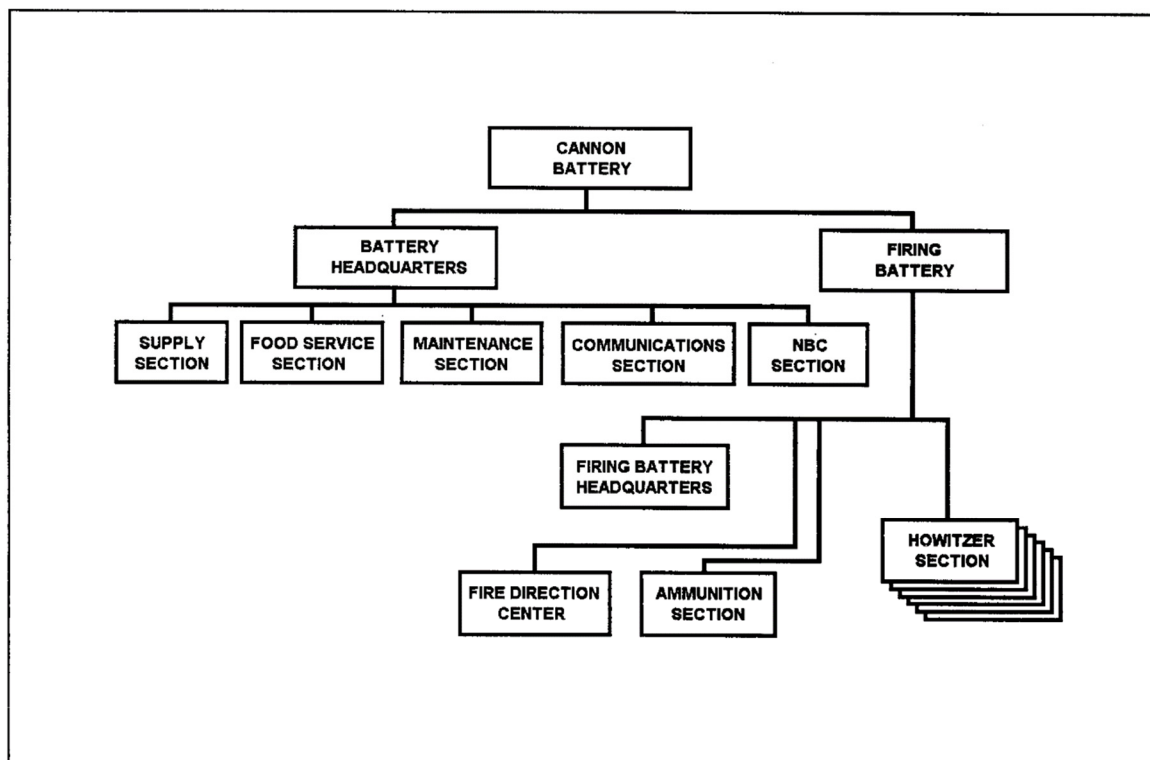 CANNON
BATTERY
BATTERY
HEADQUARTERS
FIRING
BATTERY
SUPPLY
SECTION
FOOD SERVICE
SECTION
MAINTENANCE
SECTION
COMMUNICATIONS
SECTION
NBC
SECTION
FIRING BATTERY
HEADQUARTERS
HOWITZER
SECTION
FIRE DIRECTION
CENTER
AMMUNITION
SECTION